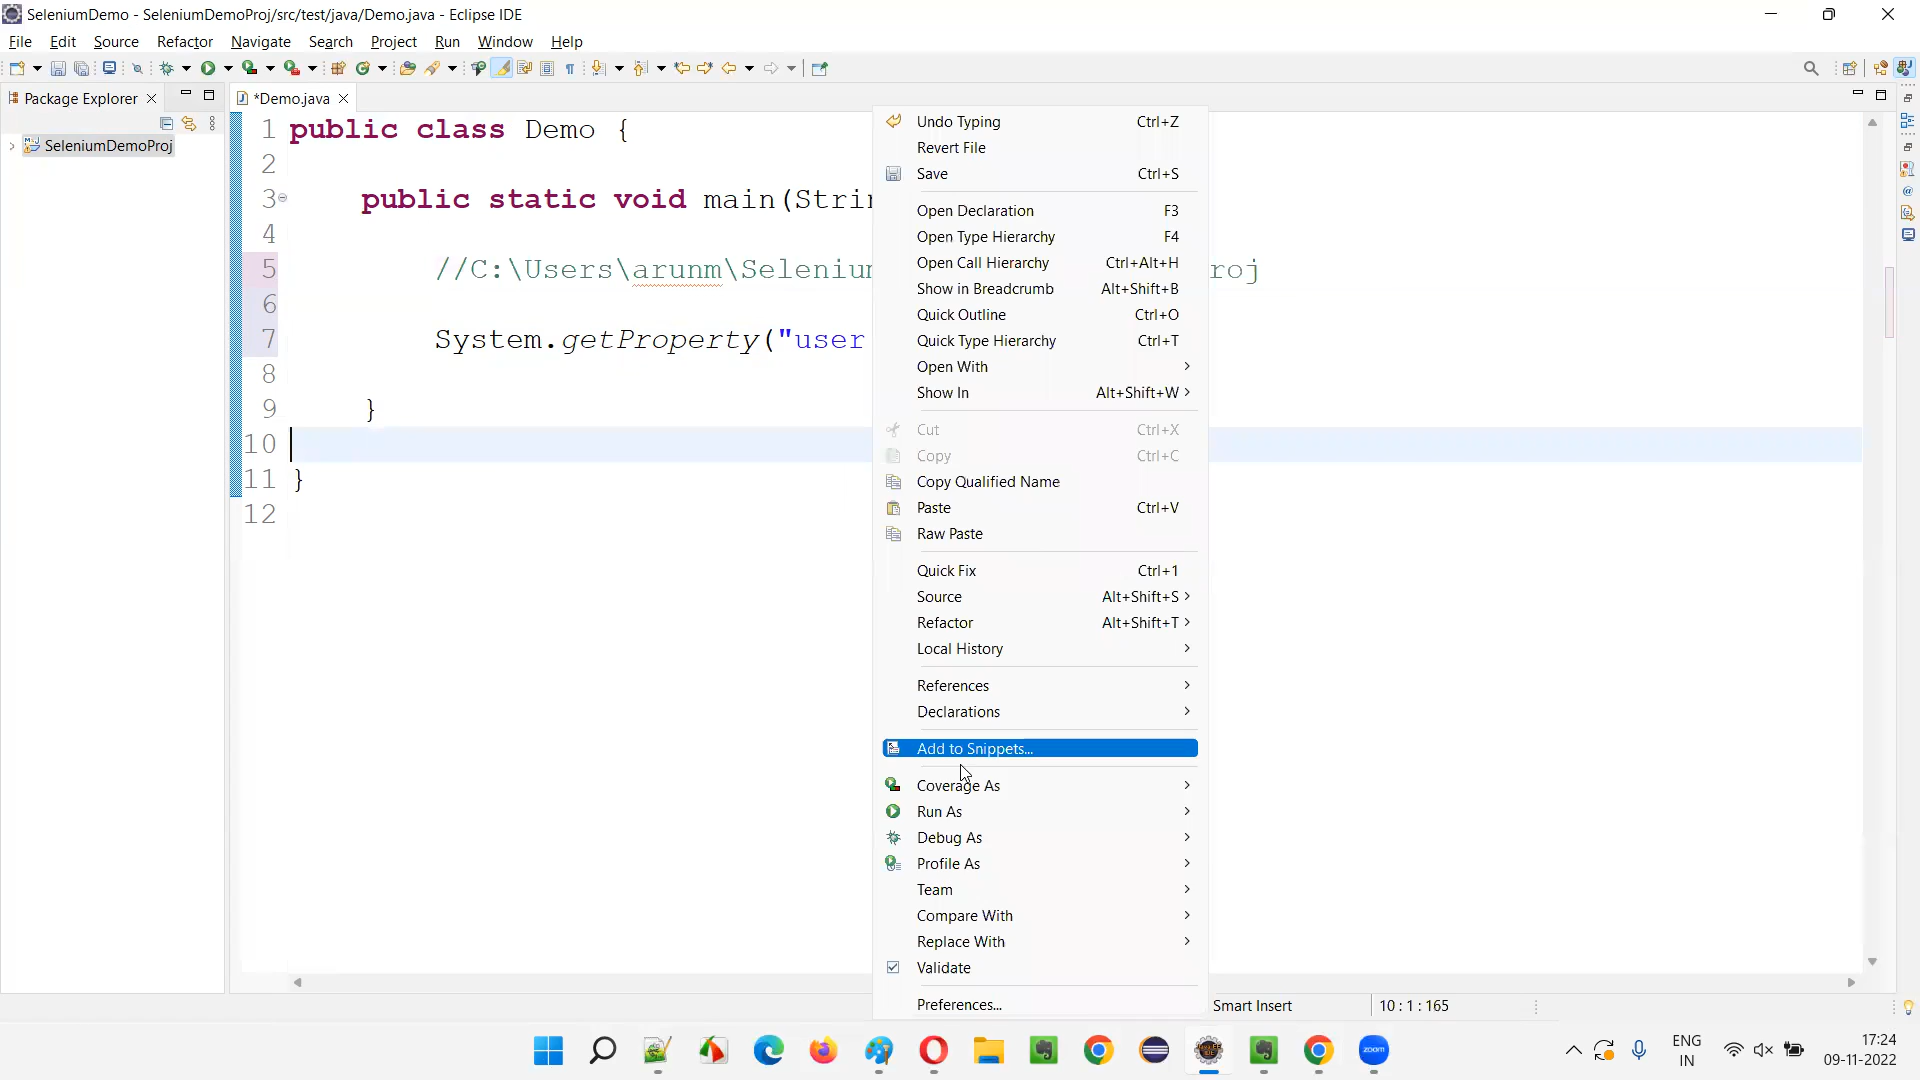 SeleniumDemo - SeleniumDemoProj/src/test/java/Demo.java - Eclipse IDE
File Edit Source Refactor Navigate Search Project Run Window Help
Package Explorer
*Demo.java
SeleniumDemoProj
1 public class Demo {
2
3 public static void main(Strin
4
5 //C:\Users\arunm\Selenium roj
6
7 System.getProperty("user
8
9 }
10
11 }
12
Undo Typing Ctrl+Z
Revert File
Save Ctrl+S
Open Declaration F3
Open Type Hierarchy F4
Open Call Hierarchy Ctrl+Alt+H
Show in Breadcrumb Alt+Shift+B
Quick Outline Ctrl+O
Quick Type Hierarchy Ctrl+T
Open With
Show In Alt+Shift+W
Cut Ctrl+X
Copy Ctrl+C
Copy Qualified Name
Paste Ctrl+V
Raw Paste
Quick Fix Ctrl+1
Source Alt+Shift+S
Refactor Alt+Shift+T
Local History
References
Declarations
Add to Snippets...
Coverage As
Run As
Debug As
Profile As
Team
Compare With
Replace With
Validate
Preferences...
Smart Insert 10 : 1 : 165
zoom
ENG
IN
17:24
09-11-2022